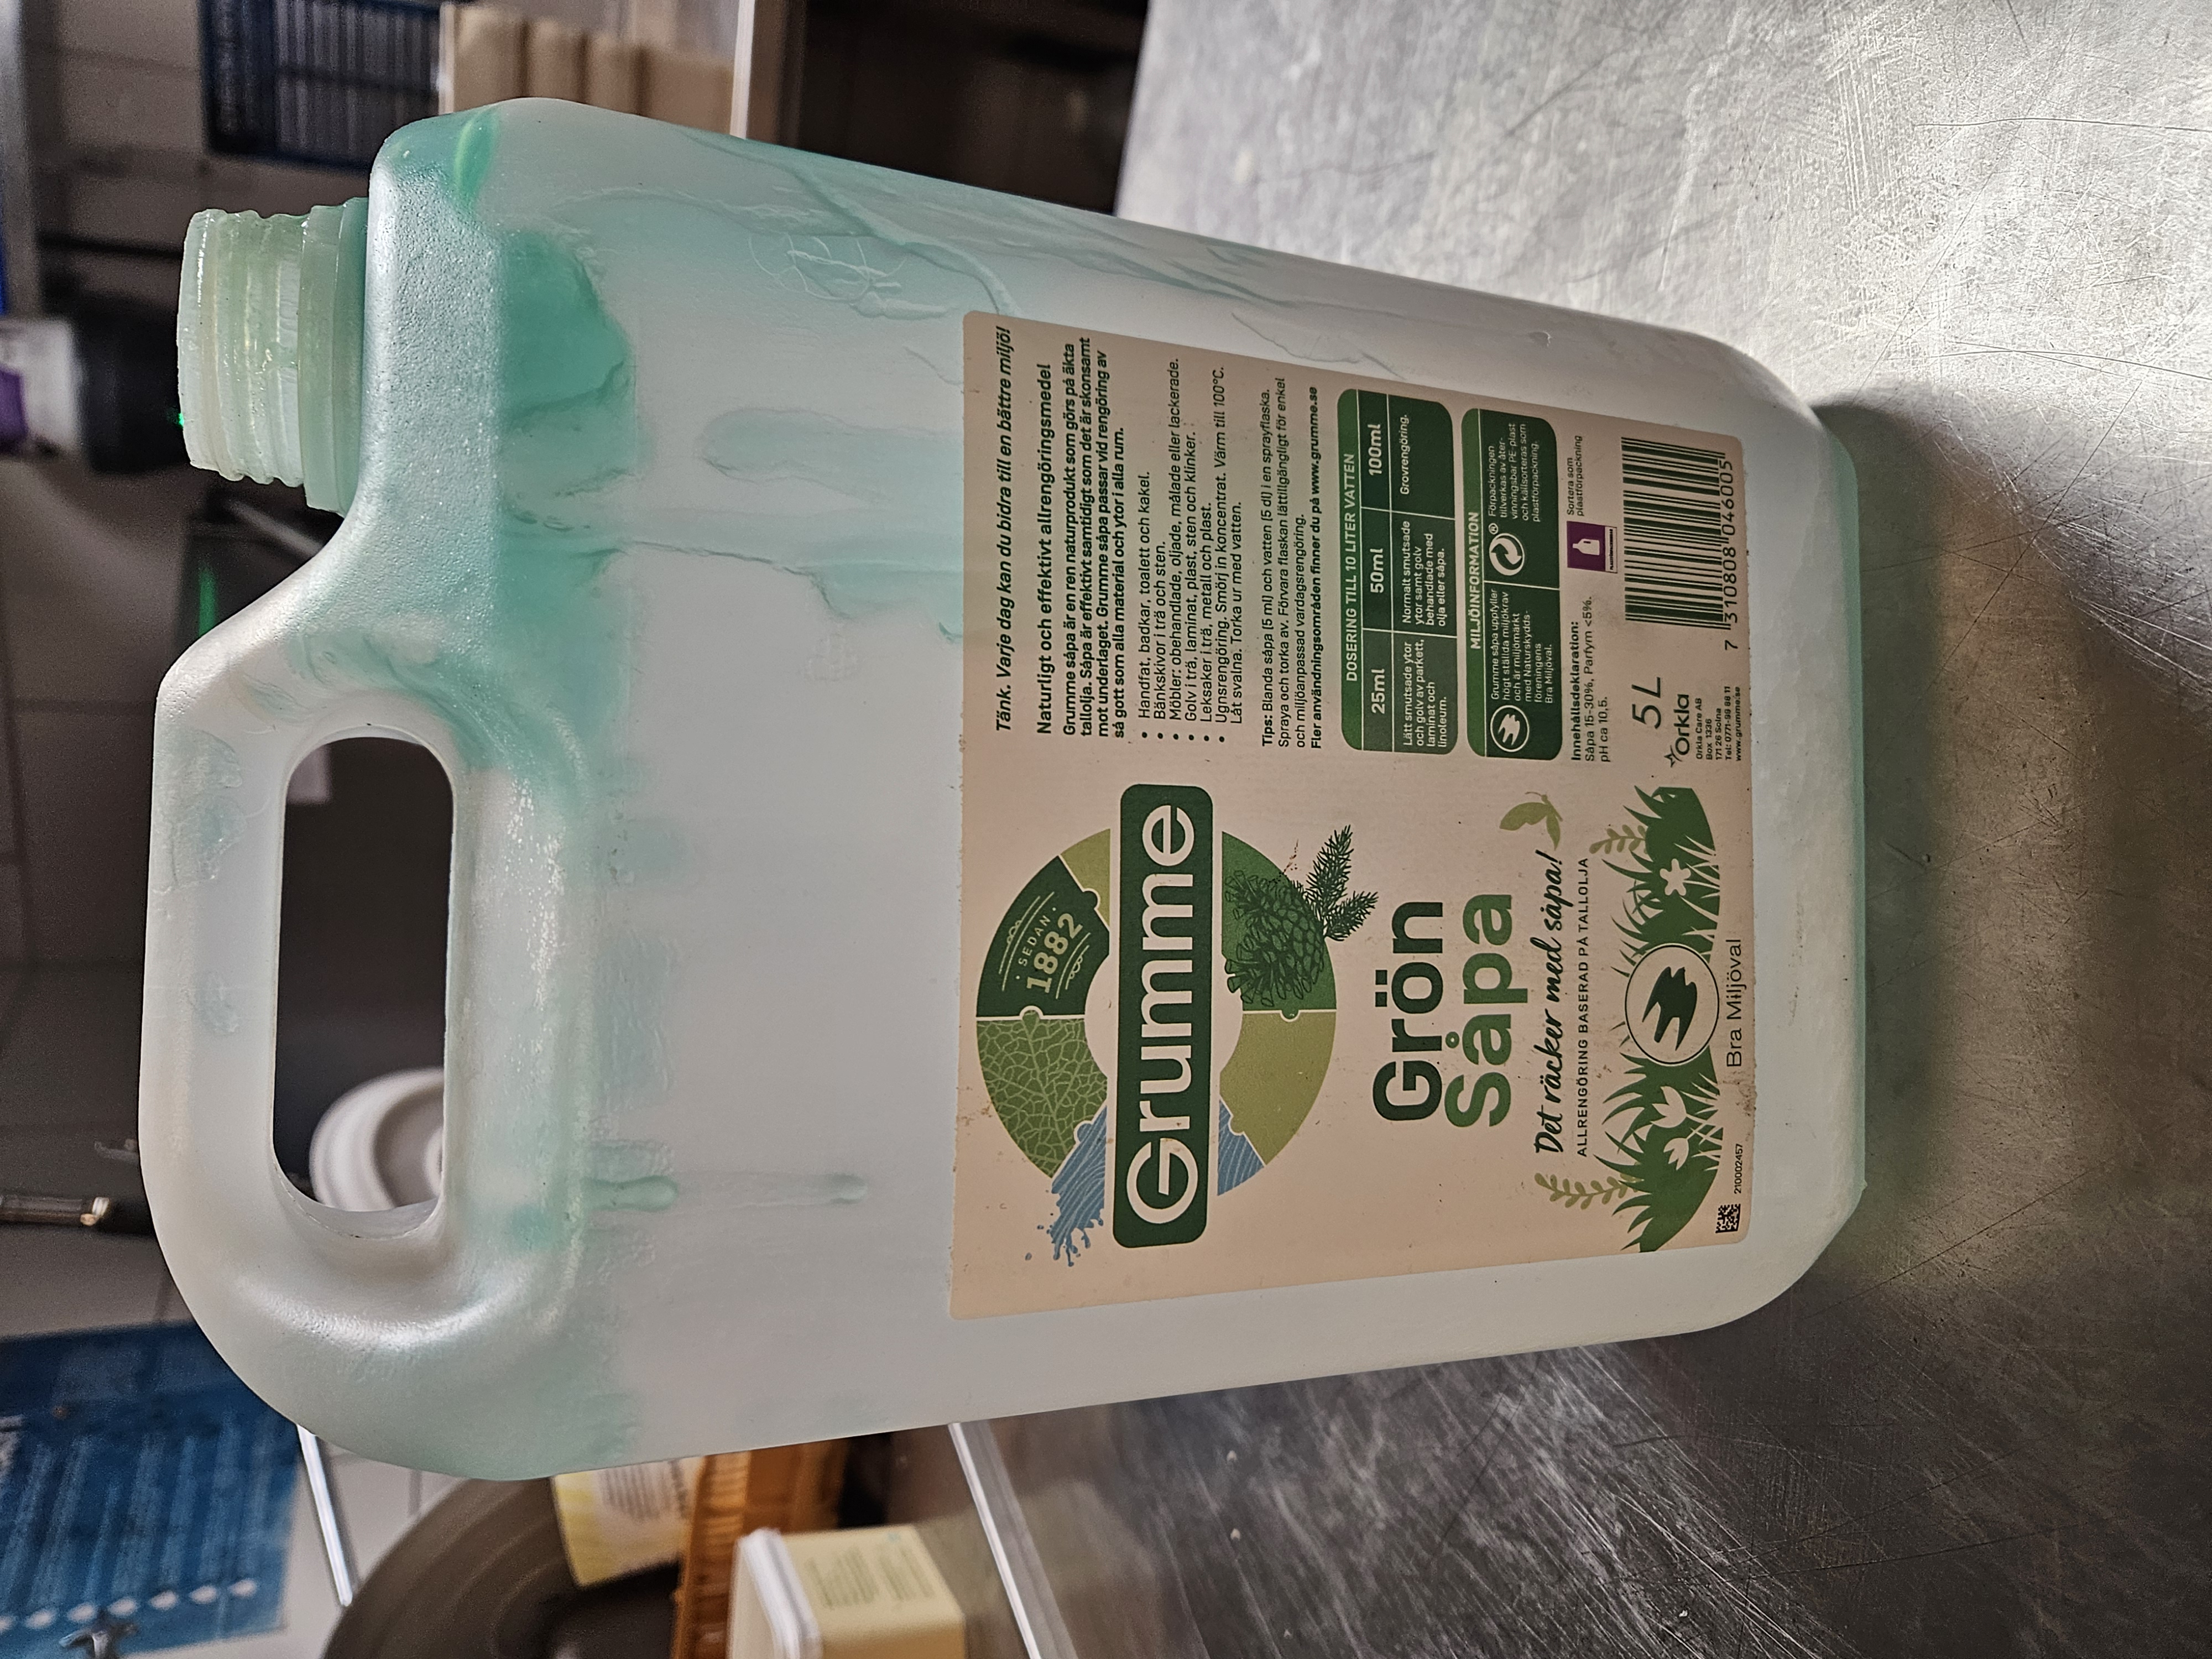 SEDAN
1882
Grumme
Grön
Såpa
Det räcker med såpa!
ALLRENGÖRING BASERAD PÅ TALLOLJA
Bra Miljöval
210002457
Tänk. Varje dag kan du bidra till en bättre miljö!
Naturligt och effektivt allrengöringsmedel
Grumme såpa är en ren naturprodukt som görs på äkta
tallolja. Såpa är effektivt samtidigt som det är skonsamt
mot underlaget. Grumme såpa passar vid rengöring av
så gott som alla material och ytor i alla rum.
• Handfat, badkar, toalett och kakel.
• Bänkskivor i trä och sten.
• Möbler: obehandlade, oljade, målade eller lackerade.
• Golv i trä, laminat, plast, sten och klinker.
• Leksaker i trä, metall och plast.
• Ugnsrengöring. Smörj in koncentrat. Värm till 100°C.
Låt svalna. Torka ur med vatten.
Tips: Blanda såpa (5 ml) och vatten (5 dl) i en sprayflaska.
Spraya och torka av. Förvara flaskan lättillgängligt för enkel
och miljöanpassad vardagsrengöring.
Fler användningsområden finner du på www.grumme.se
DOSERING TILL 10 LITER VATTEN
25ml
Lätt smutsade ytor
och golv av parkett,
laminat och
linoleum.
50ml
Normalt smutsade
ytor samt golv
behandlade med
olja eller såpa.
100ml
Grovrengöring.
MILJÖINFORMATION
Grumme såpa uppfyller
högt ställda miljökrav
och är miljömärkt
med Naturskydds-
föreningens
Bra Miljöval.
®
Förpackningen
tillverkas av åter-
vinningsbar PE-plast
och källsorteras som
plastförpackning.
Innehållsdeklaration:
Såpa 15-30%, Parfym <5%.
pH ca 10,5.
Sortera som
plastförpackning
5L
Orkla
Orkla Care AB
Box 1336
171 26 Solna
Tel: 0771-99 88 11
www.grumme.se
7 310808 046005